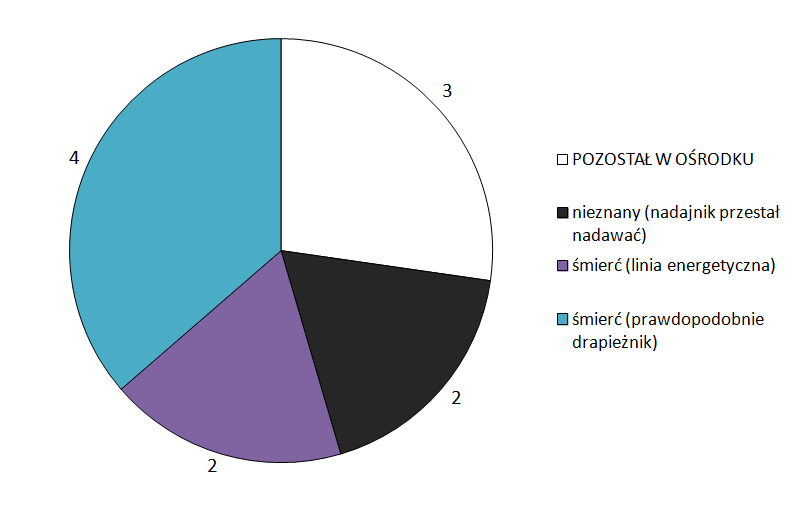 3
4
POZOSTAŁ W OŚRODKU
nieznany (nadajnik przestał
nadawać)
śmierć (linia energetyczna)
śmierć (prawdopodobnie
drapieżnik)
2
2